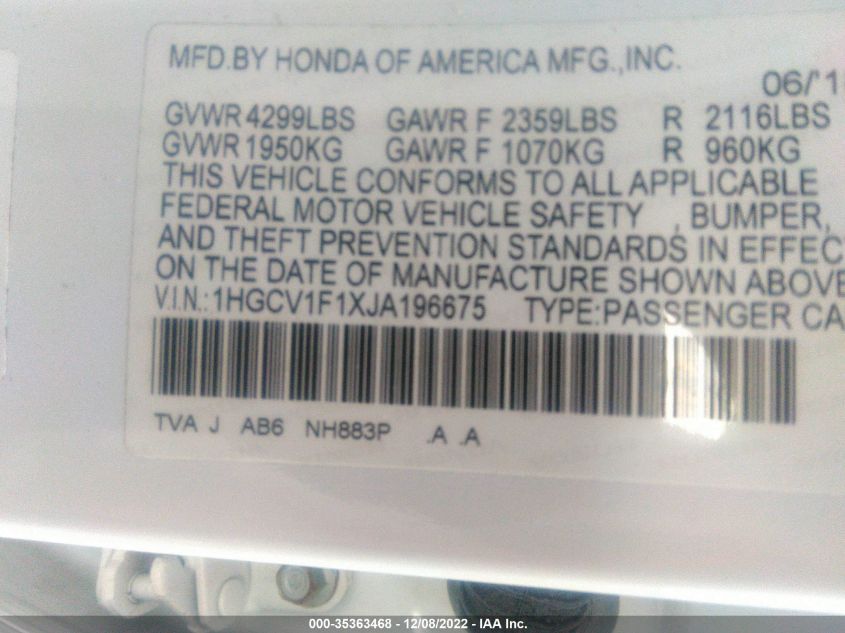 MFD.BY HONDA OF AMERICA MFG.,INC.
06/'1
GVWR 4299LBS GAWR F 2359LBS R 2116LBS
GVWR 1950KG GAWR F 1070KG R 960KG
THIS VEHICLE CONFORMS TO ALL APPLICABLE
FEDERAL MOTOR VEHICLE SAFETY , BUMPER,
AND THEFT PREVENTION STANDARDS IN EFFEC
ON THE DATE OF MANUFACTURE SHOWN ABOVE
V.I.N.:1HGCV1F1XJA196675 TYPE:PASSENGER CA
TVA J AB6 NH883P .A .A
000-35363468 - 12/08/2022 - IAA Inc.